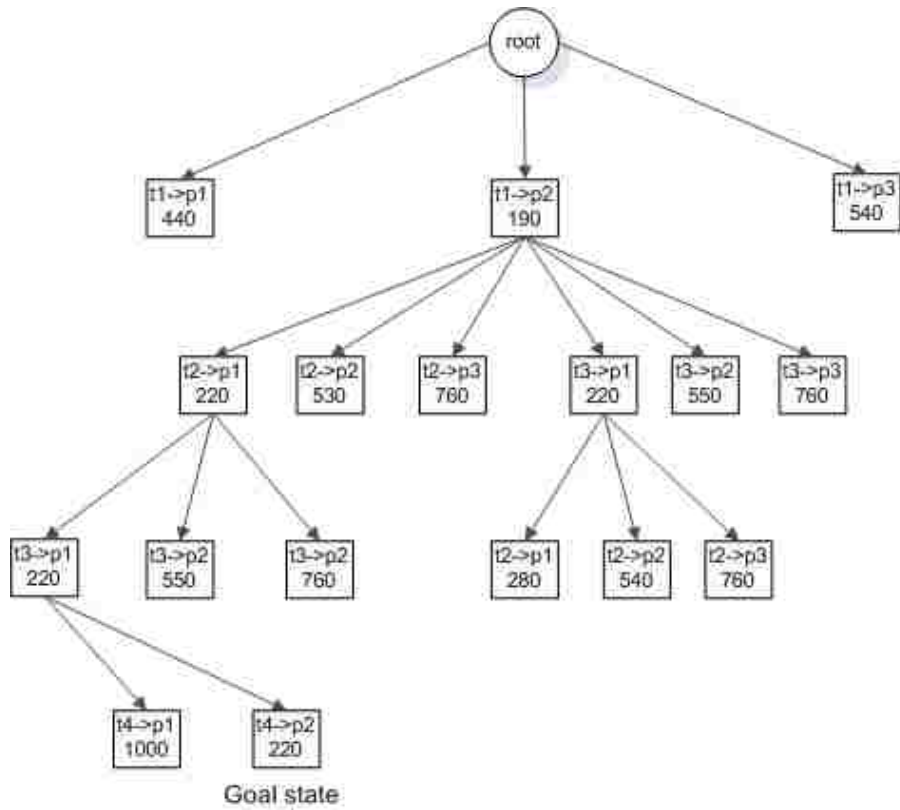 root
t1->p1
440
t1->p2
190
t1->p3
540
t2->p1
220
t2->p2
530
t2->p3
760
t3->p1
220
t3->p2
550
t3->p3
760
t3->p1
220
t3->p2
550
t3->p2
760
t2->p1
280
t2->p2
540
t2->p3
760
t4->p1
1000
t4->p2
220
Goal state